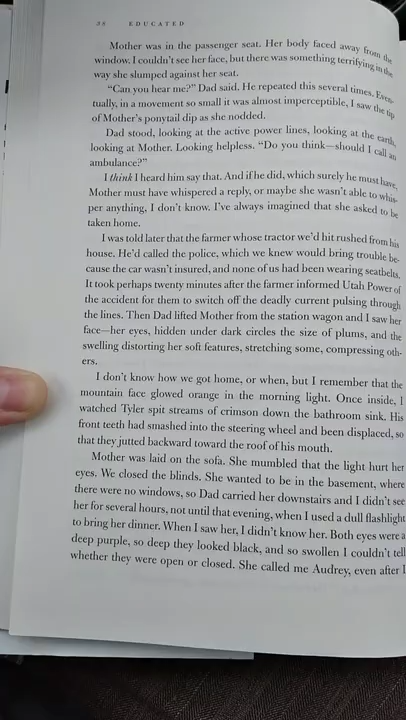 38 EDUCATED
Mother was in the passenger seat. Her body faced away from the
window. I couldn't see her face, but there was something terrifying in the
way she slumped against her seat.
"Can you hear me?" Dad said. He repeated this several times. Even-
tually, in a movement so small it was almost imperceptible, I saw the tip
of Mother's ponytail dip as she nodded.
Dad stood, looking at the active power lines, looking at the earth,
looking at Mother. Looking helpless. "Do you think—should I call an
ambulance?"
I think I heard him say that. And if he did, which surely he must have,
Mother must have whispered a reply, or maybe she wasn't able to whis-
per anything, I don't know. I've always imagined that she asked to be
taken home.
I was told later that the farmer whose tractor we'd hit rushed from his
house. He'd called the police, which we knew would bring trouble be-
cause the car wasn't insured, and none of us had been wearing seatbelts.
It took perhaps twenty minutes after the farmer informed Utah Power of
the accident for them to switch off the deadly current pulsing through
the lines. Then Dad lifted Mother from the station wagon and I saw her
face—her eyes, hidden under dark circles the size of plums, and the
swelling distorting her soft features, stretching some, compressing oth-
ers.
I don't know how we got home, or when, but I remember that the
mountain face glowed orange in the morning light. Once inside, I
watched Tyler spit streams of crimson down the bathroom sink. His
front teeth had smashed into the steering wheel and been displaced, so
that they jutted backward toward the roof of his mouth.
Mother was laid on the sofa. She mumbled that the light hurt her
eyes. We closed the blinds. She wanted to be in the basement, where
there were no windows, so Dad carried her downstairs and I didn't see
her for several hours, not until that evening, when I used a dull flashlight
to bring her dinner. When I saw her, I didn't know her. Both eyes were a
deep purple, so deep they looked black, and so swollen I couldn't tell
whether they were open or closed. She called me Audrey, even after I